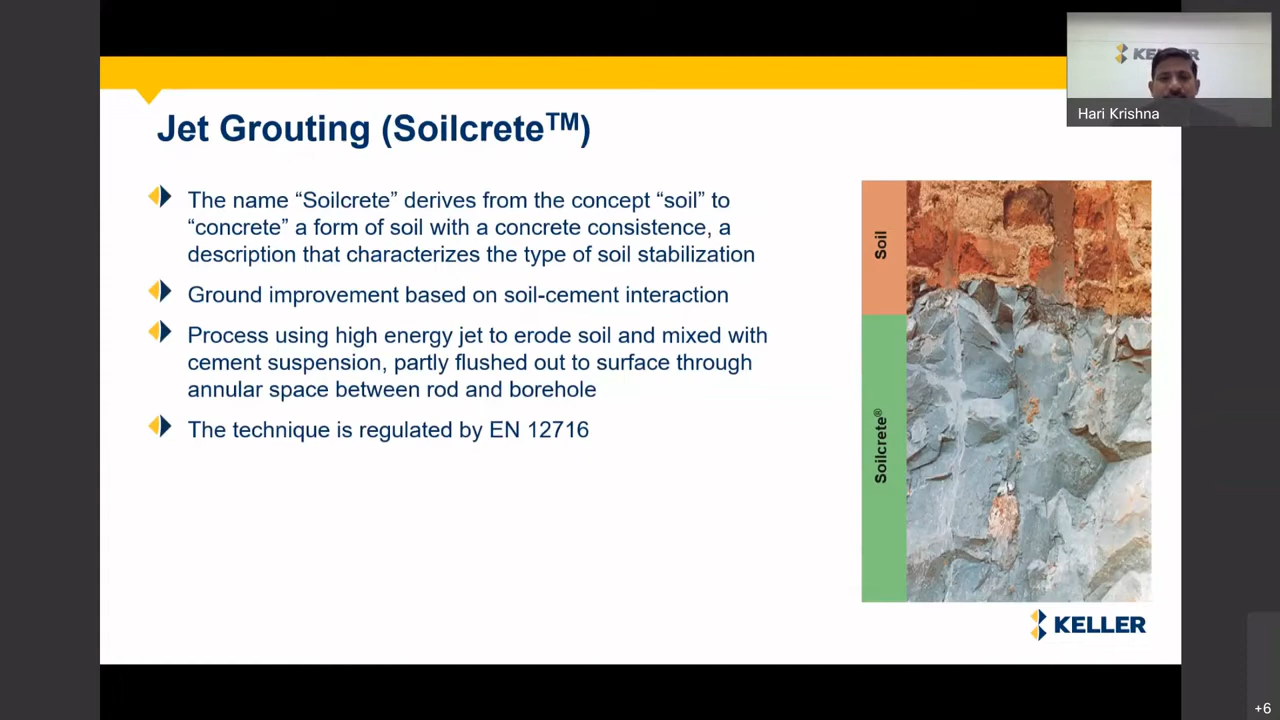 KELLER
Hari Krishna
Jet Grouting (Soilcrete™)
The name “Soilcrete” derives from the concept “soil” to
“concrete” a form of soil with a concrete consistence, a
description that characterizes the type of soil stabilization
Ground improvement based on soil-cement interaction
Process using high energy jet to erode soil and mixed with
cement suspension, partly flushed out to surface through
annular space between rod and borehole
The technique is regulated by EN 12716
Soil
Soilcrete®
KELLER
+6